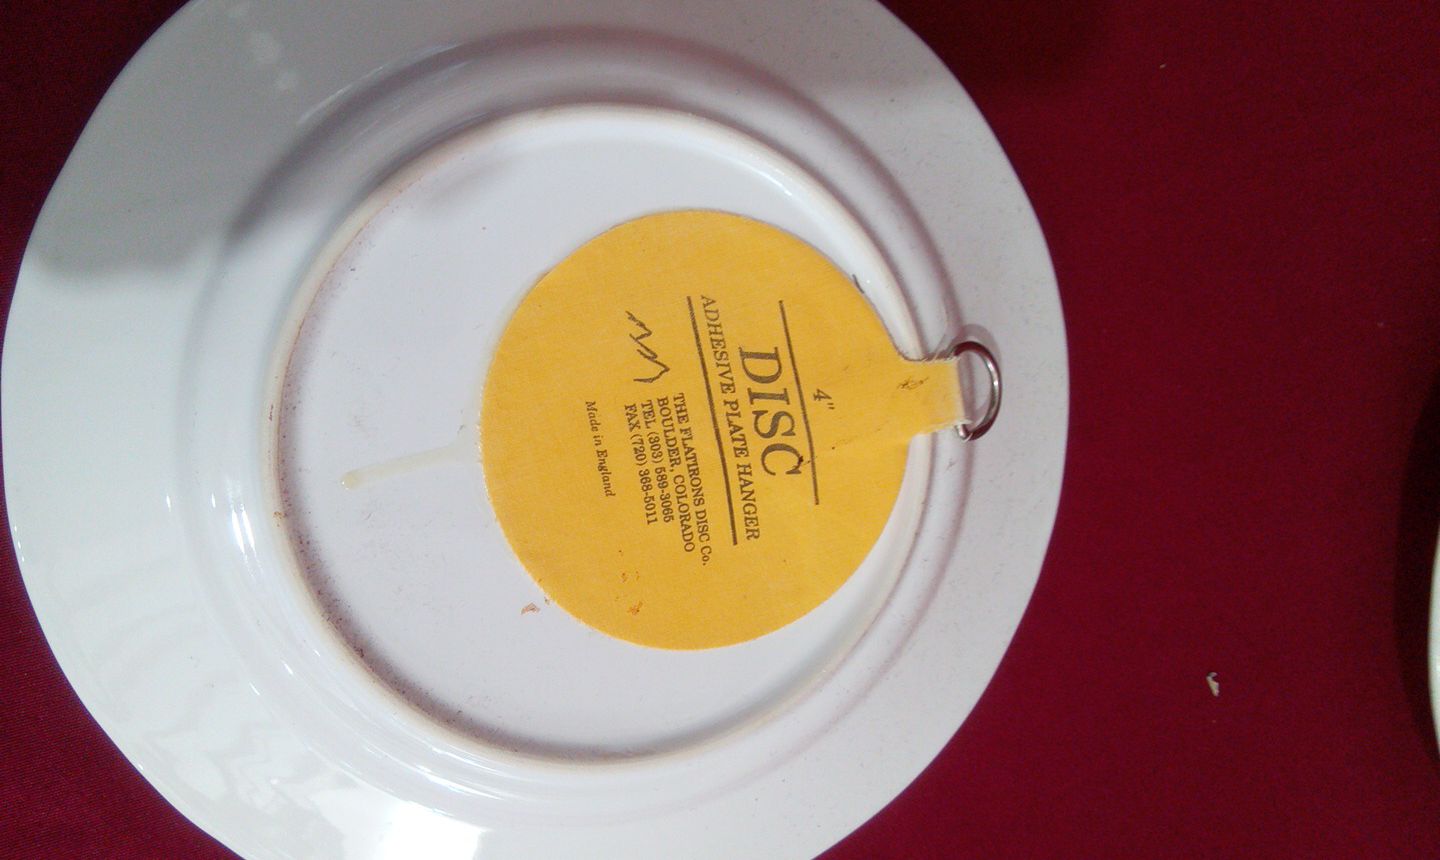 4"
DISC
ADHESIVE PLATE HANGER
THE FLATIRONS DISC Co.
BOULDER, COLORADO
TEL (303) 589-3065
FAX (720) 368-5011
Made in England